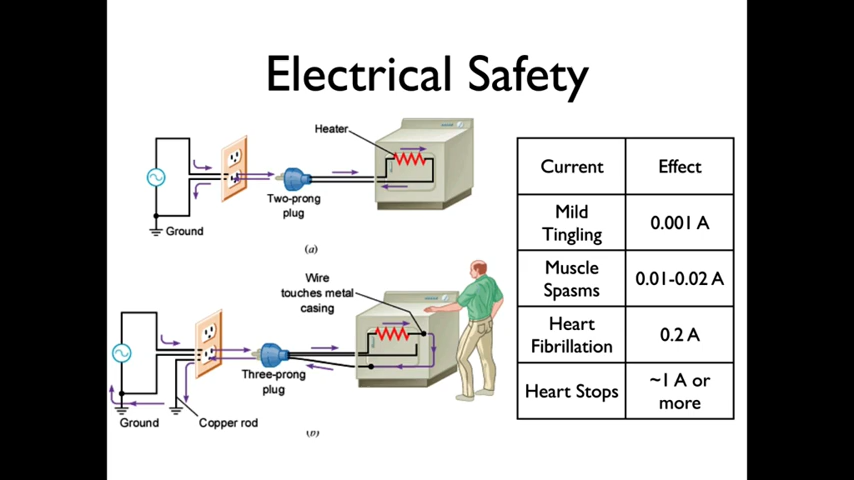 Electrical Safety
Heater
Two-prong
plug
Ground
(a)
Wire
touches metal
casing
Three-prong
plug
Ground
Copper rod
(b)
Current Effect
Mild
Tingling
0.001 A
Muscle
Spasms
0.01-0.02 A
Heart
Fibrillation
0.2 A
Heart Stops
~1 A or
more